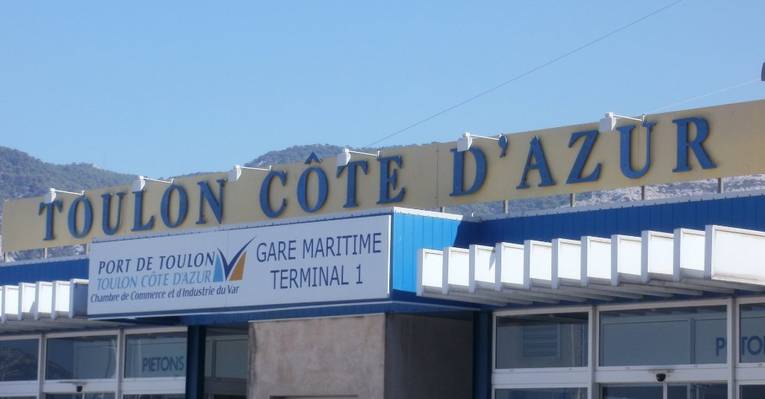 TOULON CÔTE D'AZUR
PORT DE TOULON
TOULON CÔTE D'AZUR
Chambre de Commerce et d'Industrie du Var
GARE MARITIME
TERMINAL 1
PIETONS